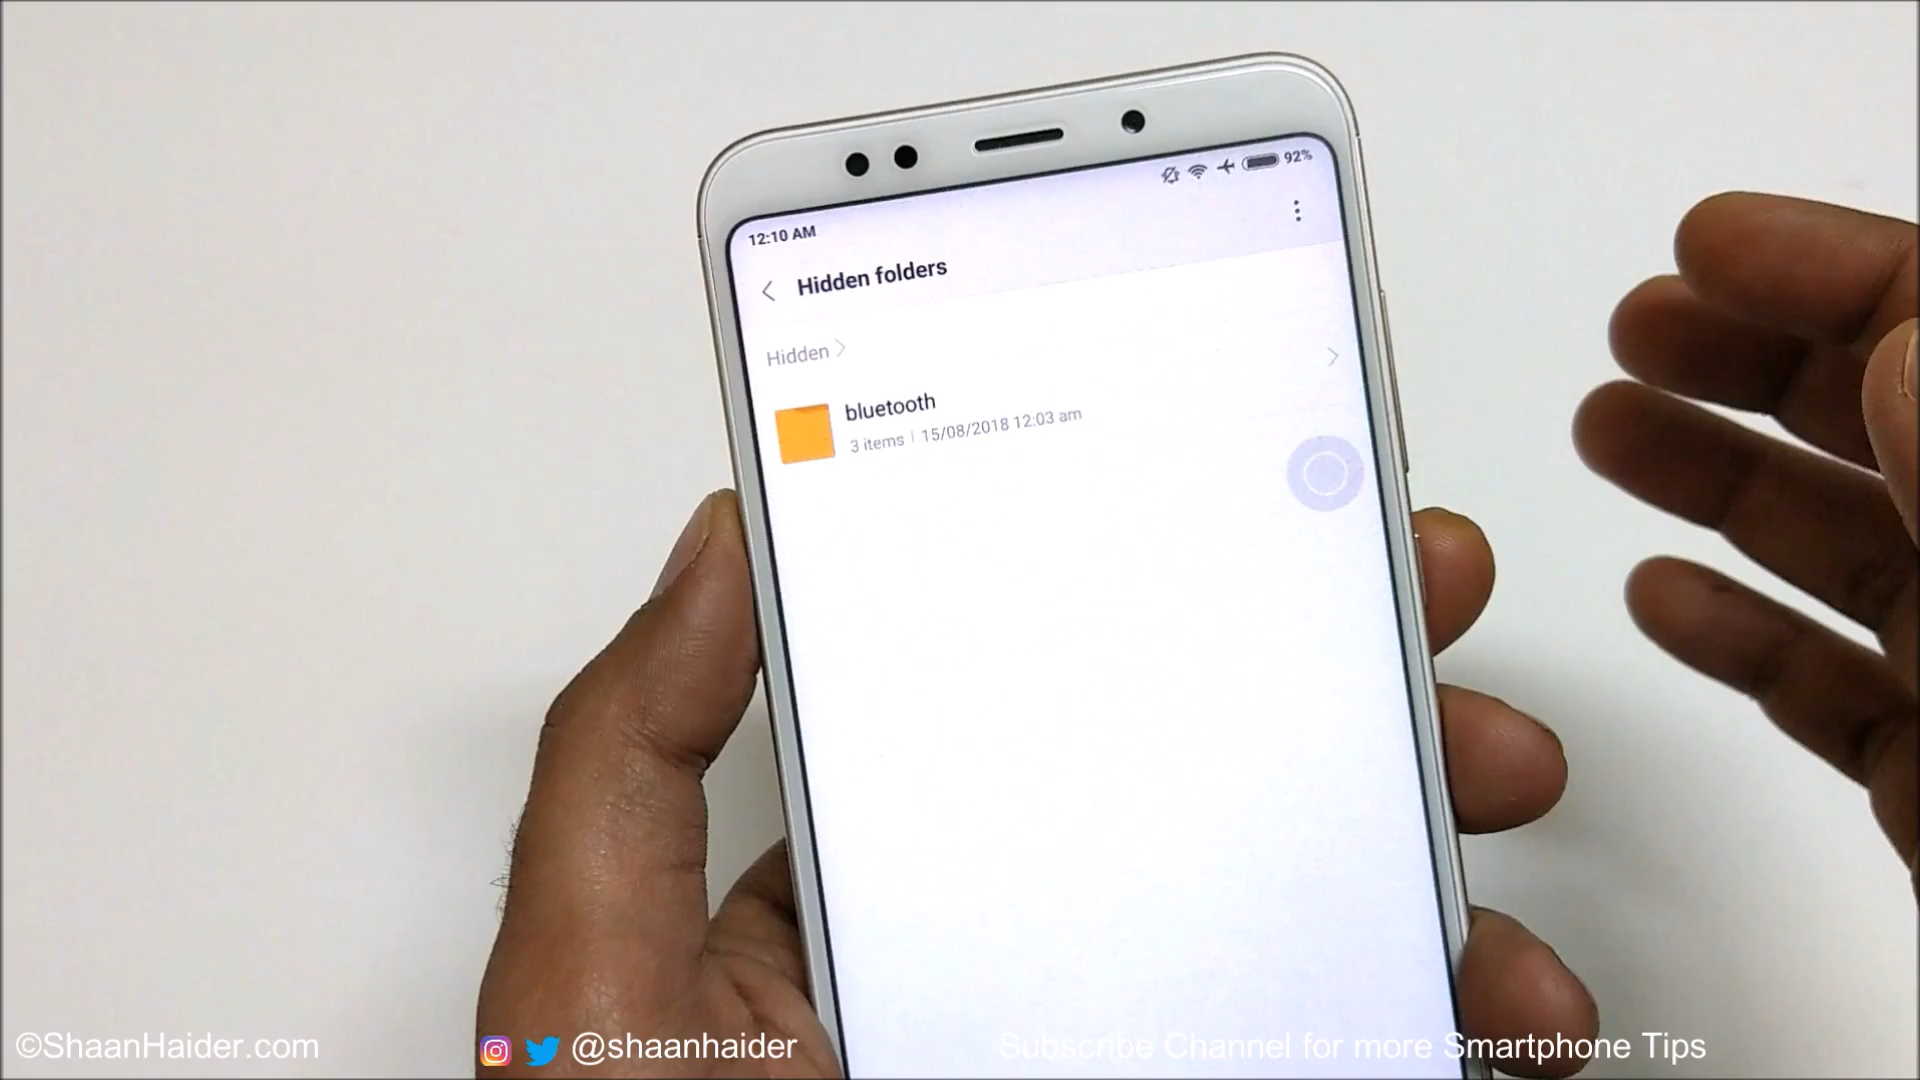 92%
12:10 AM
Hidden folders
Hidden
bluetooth
3 items | 15/08/2018 12:03 am
©ShaanHaider.com
@shaanhaider
Subscribe Channel for more Smartphone Tips